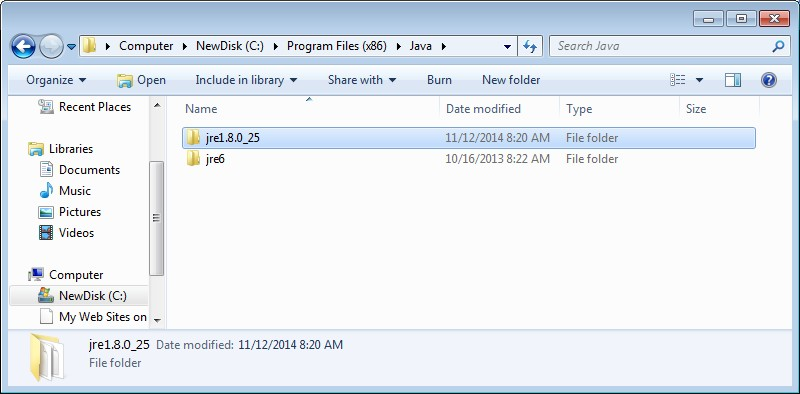 Computer NewDisk (C:) Program Files (x86) Java Search Java
Organize Open Include in library Share with Burn New folder
Recent Places
Libraries
Documents
Music
Pictures
Videos
Computer
NewDisk (C:)
My Web Sites on
Name Date modified Type Size
jre1.8.0_25 11/12/2014 8:20 AM File folder
jre6 10/16/2013 8:22 AM File folder
jre1.8.0_25 Date modified: 11/12/2014 8:20 AM
File folder